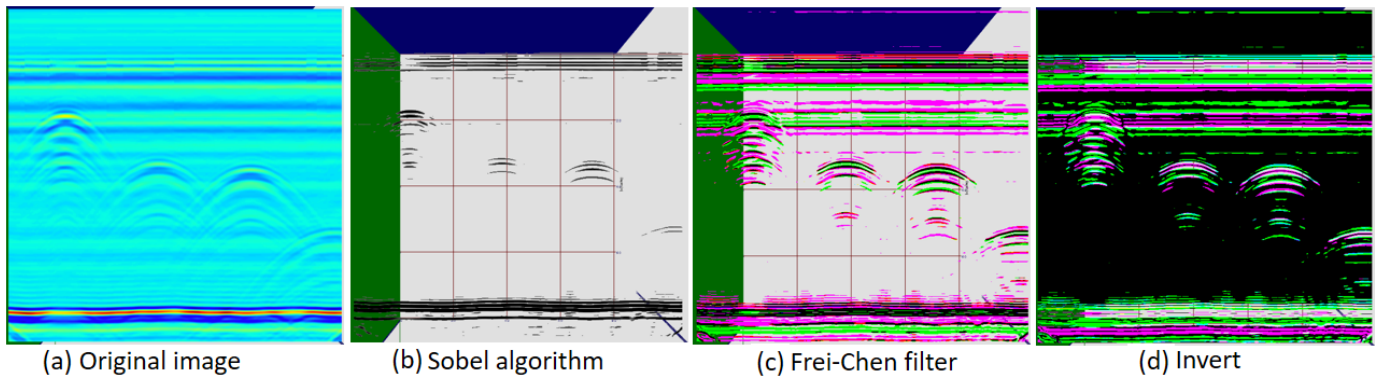 (a) Original image
(b) Sobel algorithm
(c) Frei-Chen filter
(d) Invert